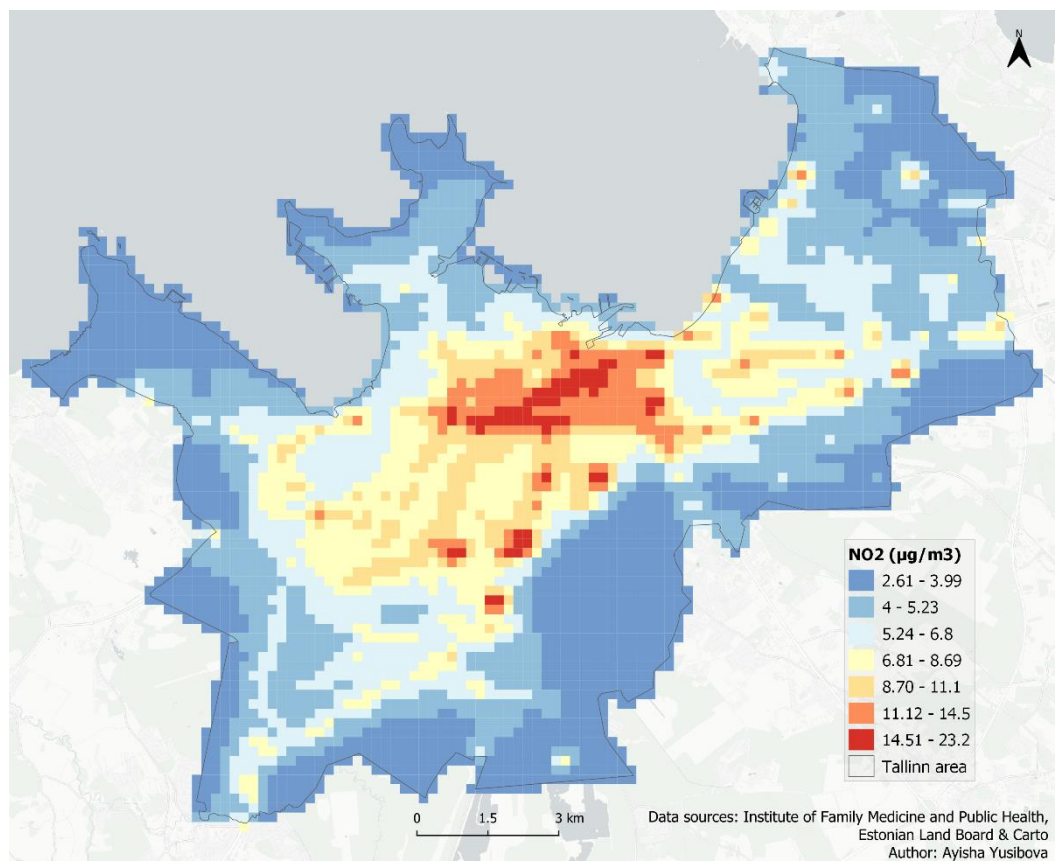 N
NO2 (µg/m3)
2.61 - 3.99
4 - 5.23
5.24 - 6.8
6.81 - 8.69
8.70 - 11.1
11.12 - 14.5
14.51 - 23.2
Tallinn area
0 1.5 3 km
Data sources: Institute of Family Medicine and Public Health,
Estonian Land Board & Carto
Author: Ayisha Yusibova